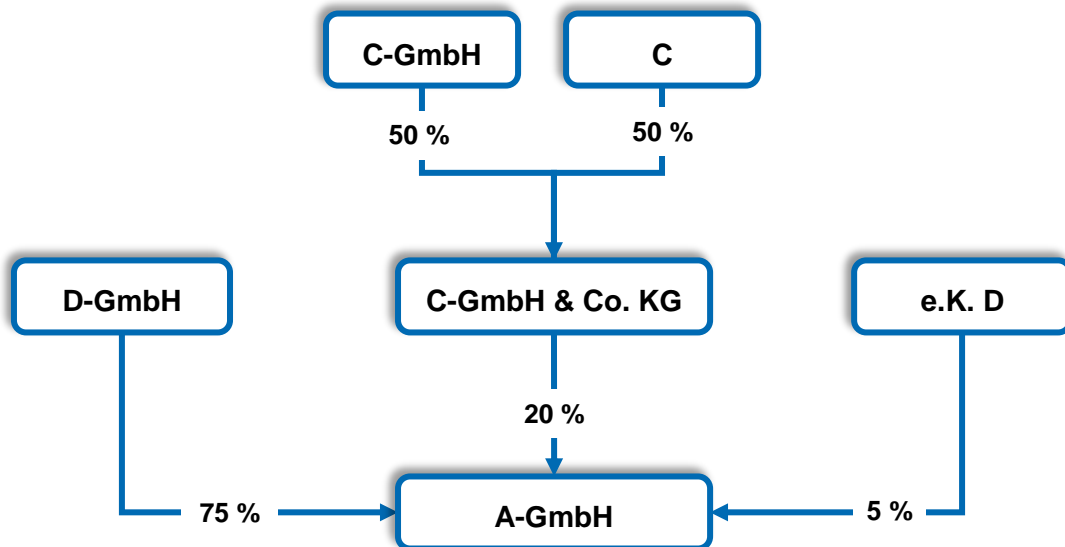 C-GmbH
C
50 %
50 %
D-GmbH
C-GmbH & Co. KG
e.K. D
20 %
75 %
A-GmbH
5 %